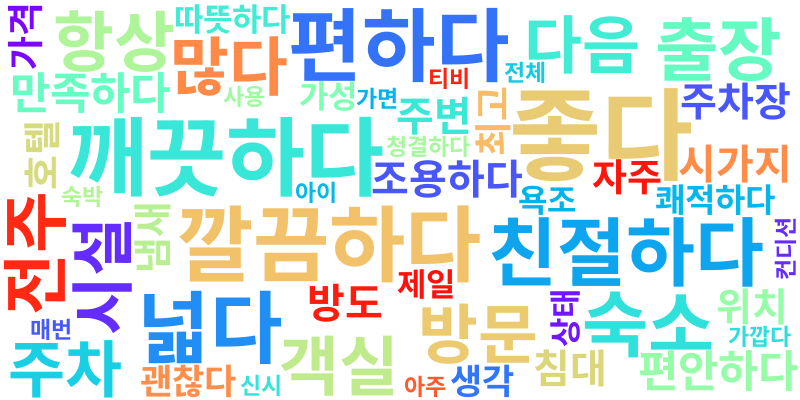 가격
항상
따뜻하다
많다
편하다
다음
출장
만족하다
사용
가성
가면
티비
전체
주변
최고
좋다
주차장
호텔
깨끗하다
청결하다
조용하다
자주
시가지
숙박
아이
욕조
쾌적하다
전주
시설
냄새
깔끔하다
친절하다
컨디션
매번
넓다
방도
제일
방문
상태
숙소
위치
가깝다
주차
괜찮다
신시
객실
아주
생각
침대
편안하다